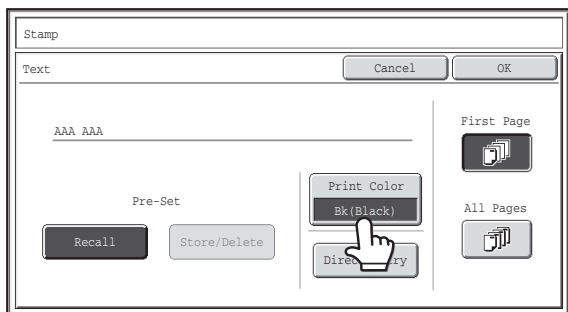 Stamp
Text
Cancel
OK
AAA AAA
First Page
Pre-Set
Print Color
Bk(Black)
All Pages
Recall
Store/Delete